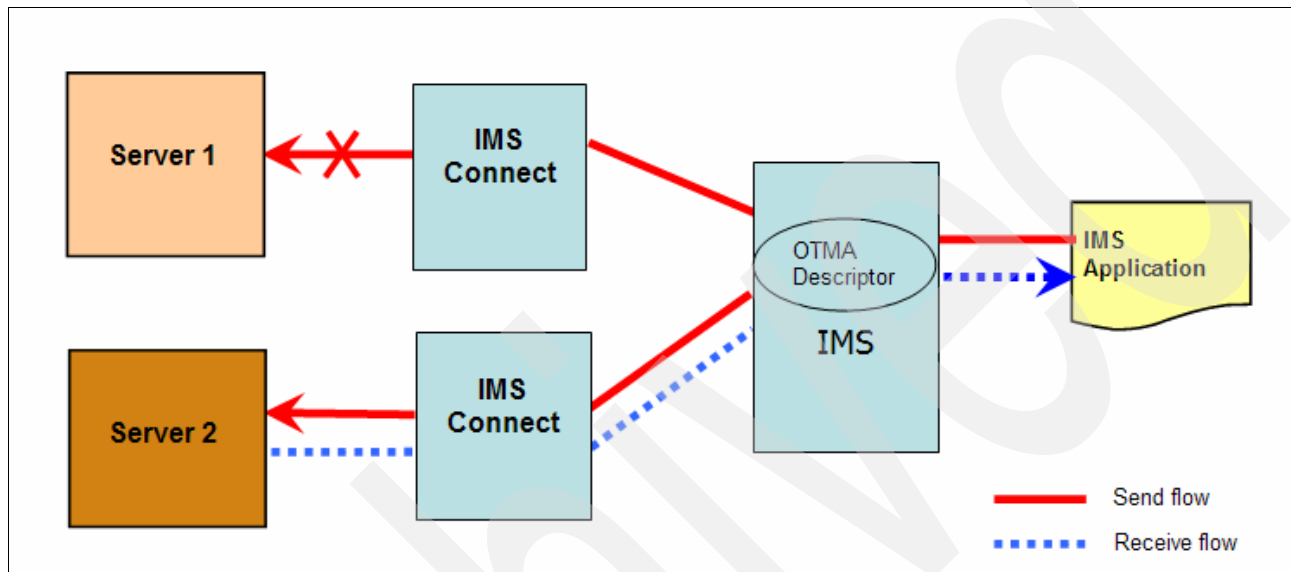 Server 1
IMS
Connect
OTMA
Descriptor
IMS
IMS
Application
Server 2
IMS
Connect
Send flow
Receive flow